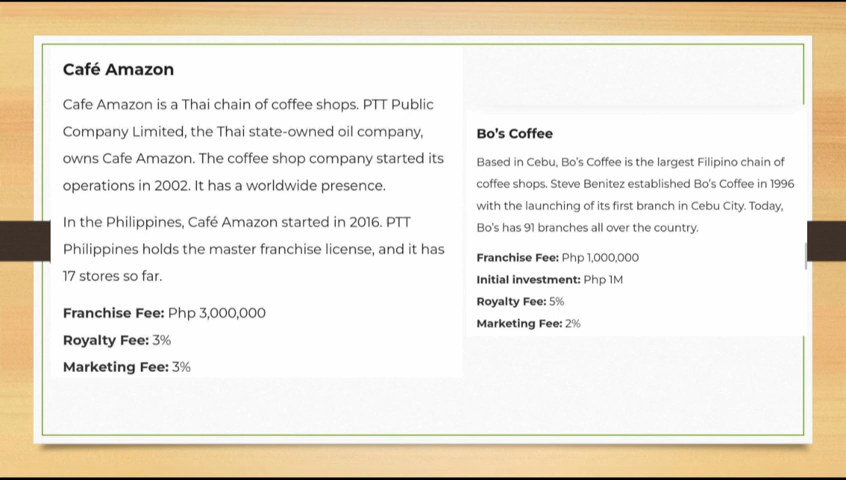 Café Amazon
Cafe Amazon is a Thai chain of coffee shops. PTT Public
Company Limited, the Thai state-owned oil company,
owns Cafe Amazon. The coffee shop company started its
operations in 2002. It has a worldwide presence.
In the Philippines, Café Amazon started in 2016. PTT
Philippines holds the master franchise license, and it has
17 stores so far.
Franchise Fee: Php 3,000,000
Royalty Fee: 3%
Marketing Fee: 3%
Bo's Coffee
Based in Cebu, Bo's Coffee is the largest Filipino chain of
coffee shops. Steve Benitez established Bo's Coffee in 1996
with the launching of its first branch in Cebu City. Today,
Bo's has 91 branches all over the country.
Franchise Fee: Php 1,000,000
Initial investment: Php 1M
Royalty Fee: 5%
Marketing Fee: 2%